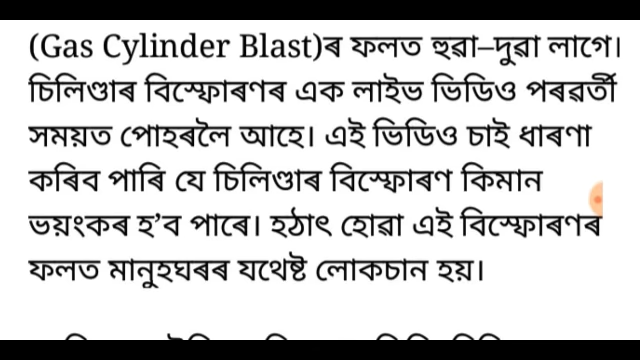 (Gas Cylinder Blast)ৰ ফলত হুৱা–দুৱা লাগে।
চিলিণ্ডাৰ বিস্ফোৰণৰ এক লাইভ ভিডিও পৰৱৰ্তী
সময়ত পোহৰলৈ আহে। এই ভিডিও চাই ধাৰণা
কৰিব পাৰি যে চিলিণ্ডাৰ বিস্ফোৰণ কিমান
ভয়ংকৰ হ’ব পাৰে। হঠাৎ হোৱা এই বিস্ফোৰণৰ
ফলত মানুহঘৰৰ যথেষ্ট লোকচান হয়।